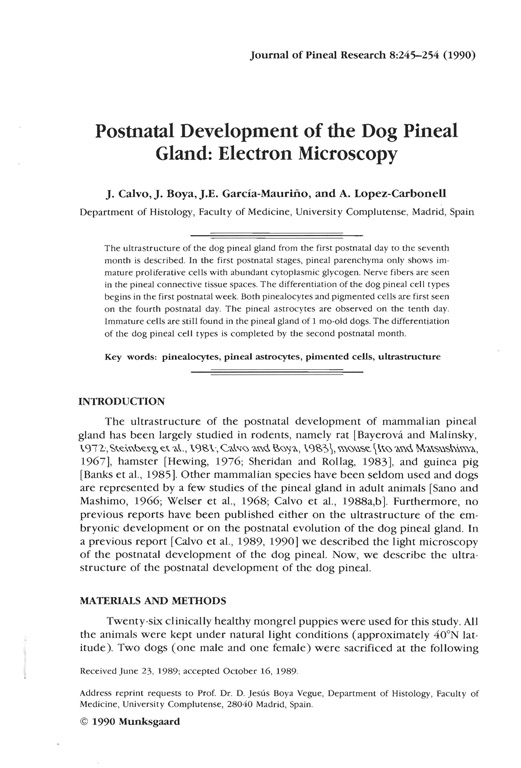 Journal of Pineal Research 8:245–254 (1990)
Postnatal Development of the Dog Pineal
Gland: Electron Microscopy
J. Calvo, J. Boya, J.E. García-Mauriño, and A. Lopez-Carbonell
Department of Histology, Faculty of Medicine, University Complutense, Madrid, Spain
The ultrastructure of the dog pineal gland from the first postnatal day to the seventh
month is described. In the first postnatal stages, pineal parenchyma only shows im-
mature proliferative cells with abundant cytoplasmic glycogen. Nerve fibers are seen
in the pineal connective tissue spaces. The differentiation of the dog pineal cell types
begins in the first postnatal week. Both pinealocytes and pigmented cells are first seen
on the fourth postnatal day. The pineal astrocytes are observed on the tenth day.
Immature cells are still found in the pineal gland of 1 mo-old dogs. The differentiation
of the dog pineal cell types is completed by the second postnatal month.
Key words: pinealocytes, pineal astrocytes, pimented cells, ultrastructure
INTRODUCTION
The ultrastructure of the postnatal development of mammalian pineal
gland has been largely studied in rodents, namely rat [Bayerová and Malinsky,
1972; Steinberg et al., 1981; Calvo and Boya, 1983], mouse [Ito and Matsushima,
1967], hamster [Hewing, 1976; Sheridan and Rollag, 1983], and guinea pig
[Banks et al., 1985]. Other mammalian species have been seldom used and dogs
are represented by a few studies of the pineal gland in adult animals [Sano and
Mashimo, 1966; Welser et al., 1968; Calvo et al., 1988a,b]. Furthermore, no
previous reports have been published either on the ultrastructure of the em-
bryonic development or on the postnatal evolution of the dog pineal gland. In
a previous report [Calvo et al., 1989, 1990] we described the light microscopy
of the postnatal development of the dog pineal. Now, we describe the ultra-
structure of the postnatal development of the dog pineal.
MATERIALS AND METHODS
Twenty-six clinically healthy mongrel puppies were used for this study. All
the animals were kept under natural light conditions (approximately 40°N lat-
itude). Two dogs (one male and one female) were sacrificed at the following
Received June 23, 1989; accepted October 16, 1989.
Address reprint requests to Prof. Dr. D. Jesús Boya Vegue, Department of Histology, Faculty of
Medicine, University Complutense, 28040 Madrid, Spain.
© 1990 Munksgaard